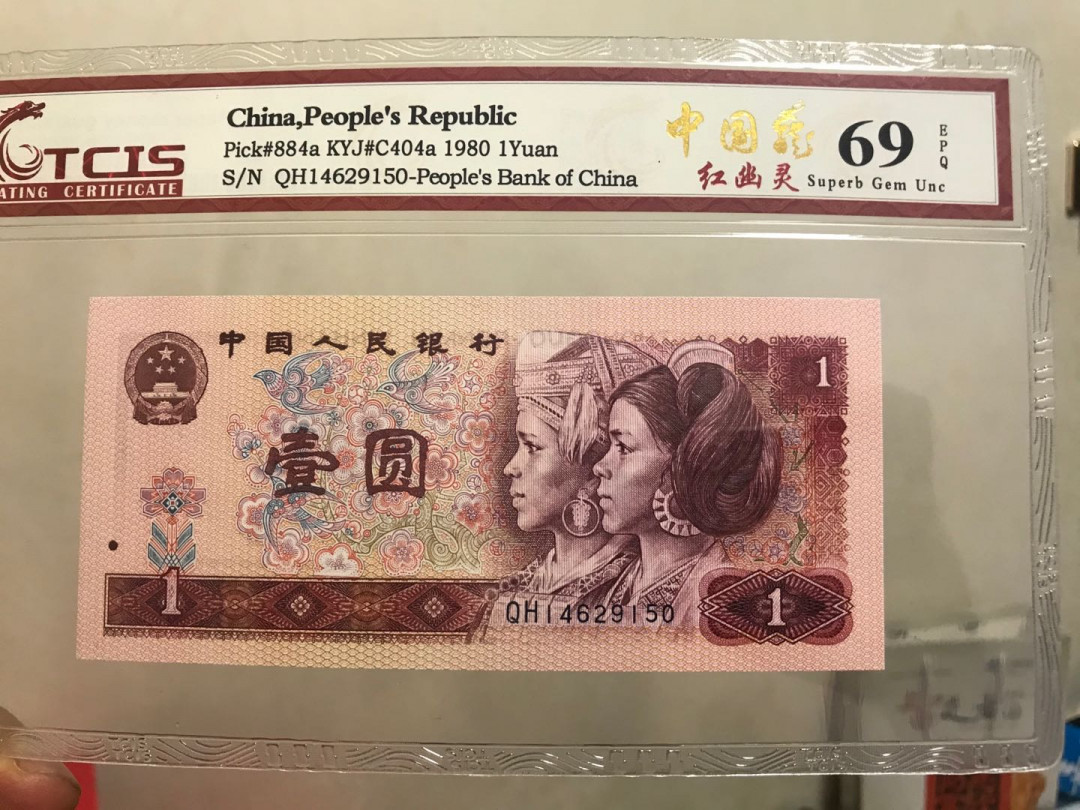 TCIS
ATING CERTIFICATE
China,People's Republic
Pick#884a KYJ#C404a 1980 1Yuan
S/N QH14629150-People's Bank of China
中国龙
红幽灵
69
EPQ
Superb Gem Unc
中国人民银行
1
壹圆
1
QH14629150
1